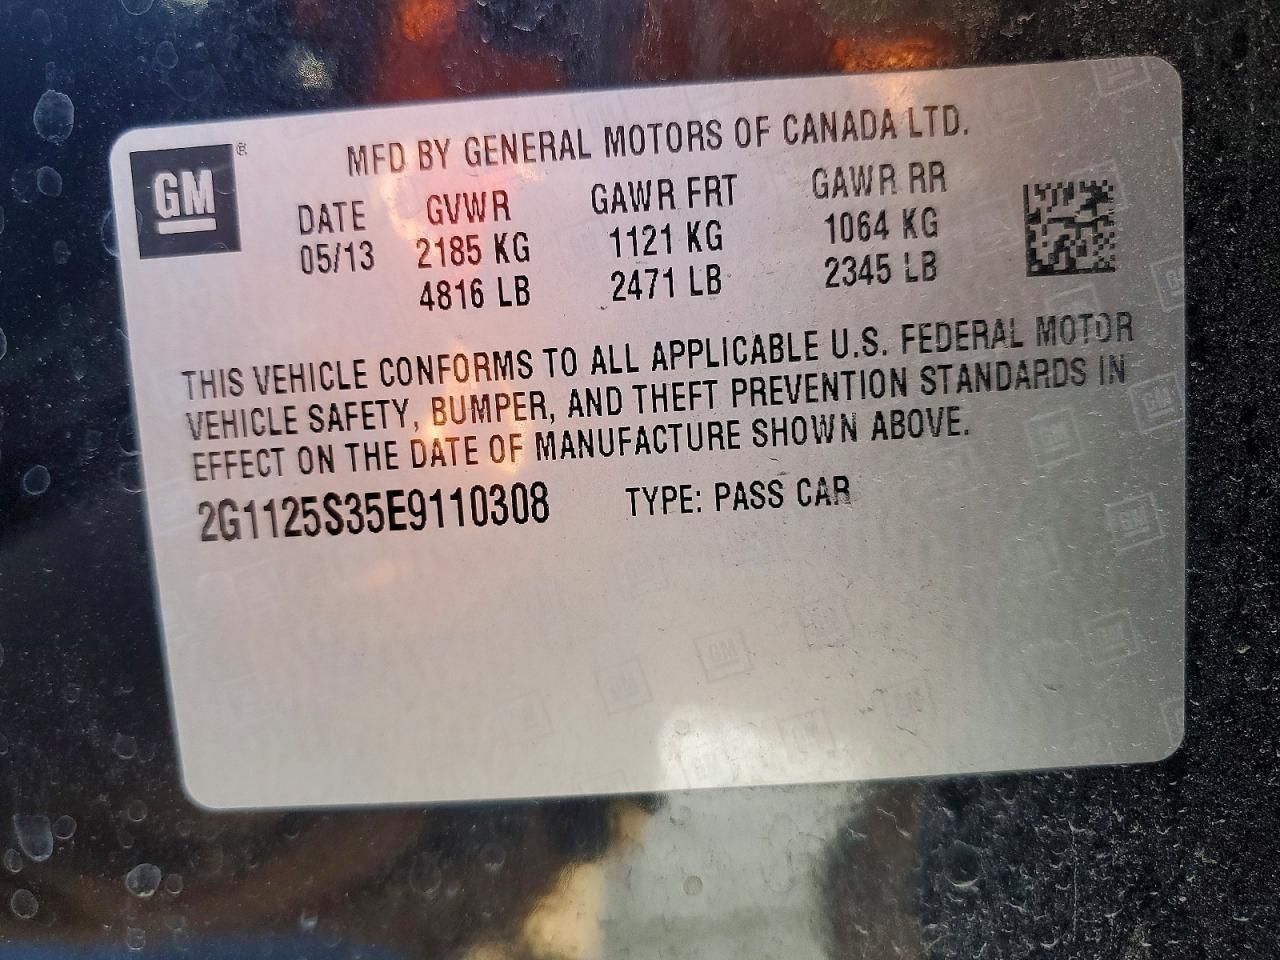 GM
MFD BY GENERAL MOTORS OF CANADA LTD.
DATE GVWR GAWR FRT GAWR RR
05/13 2185 KG 1121 KG 1064 KG
4816 LB 2471 LB 2345 LB
THIS VEHICLE CONFORMS TO ALL APPLICABLE U.S. FEDERAL MOTOR
VEHICLE SAFETY, BUMPER, AND THEFT PREVENTION STANDARDS IN
EFFECT ON THE DATE OF MANUFACTURE SHOWN ABOVE.
2G1125S35E9110308 TYPE: PASS CAR